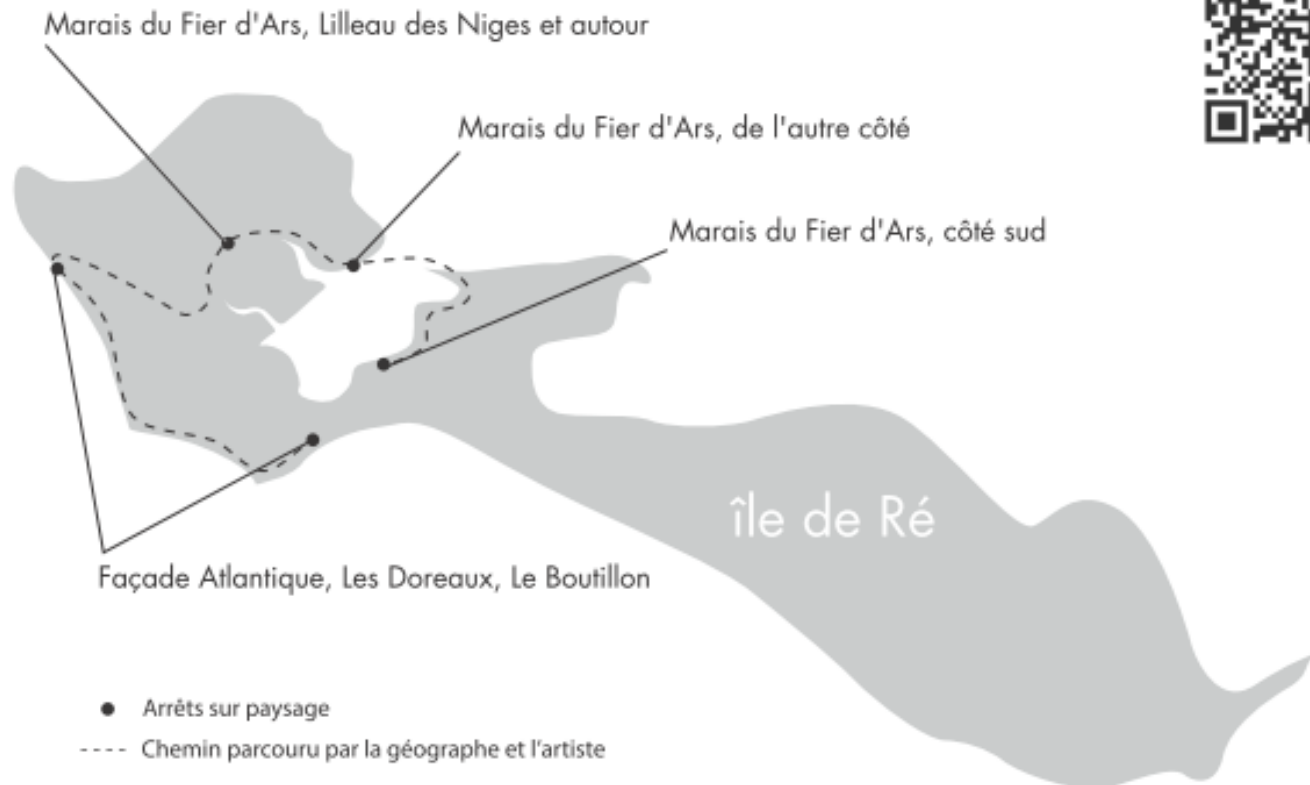 Marais du Fier d'Ars, Lilleau des Niges et autour
Marais du Fier d'Ars, de l'autre côté
Marais du Fier d'Ars, côté sud
île de Ré
Façade Atlantique, Les Doreaux, Le Boutillon
Arrêts sur paysage
Chemin parcouru par la géographe et l'artiste